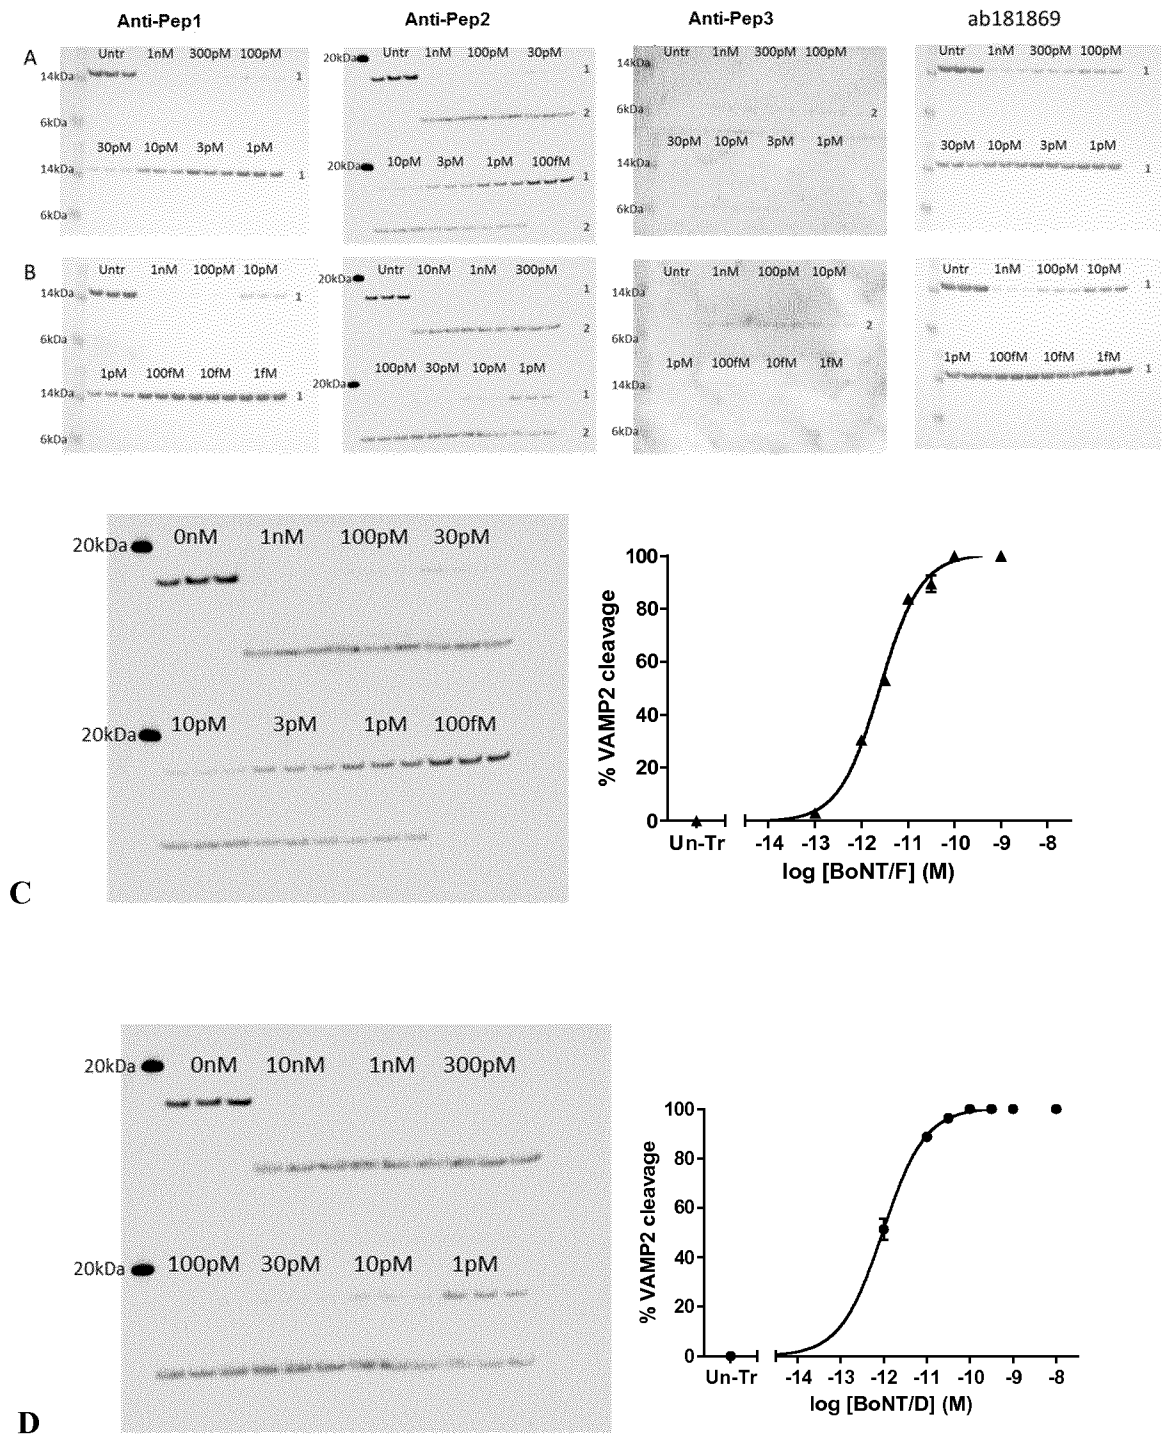 Anti-Pep1 Anti-Pep2 Anti-Pep3 ab181869
A
Untr 1nM 300pM 100pM
14kDa 1
6kDa
30pM 10pM 3pM 1pM
14kDa 1
6kDa
20kDa Untr 1nM 100pM 30pM
1
2
20kDa 10pM 3pM 1pM 100fM
1
2
Untr 1nM 300pM 100pM
14kDa
6kDa 2
30pM 10pM 3pM 1pM
14kDa
6kDa
Untr 1nM 300pM 100pM
1
30pM 10pM 3pM 1pM
1
B
Untr 1nM 100pM 10pM
14kDa 1
6kDa
1pM 100fM 10fM 1fM
14kDa 1
6kDa
20kDa Untr 10nM 1nM 300pM
1
2
100pM 30pM 10pM 1pM
20kDa 1
2
Untr 1nM 100pM 10pM
14kDa
6kDa 2
1pM 100fM 10fM 1fM
14kDa
6kDa
Untr 1nM 100pM 10pM
1
1pM 100fM 10fM 1fM
1
C
0nM 1nM 100pM 30pM
20kDa
10pM 3pM 1pM 100fM
20kDa
% VAMP2 cleavage
100
80
60
40
20
0
Un-Tr -14 -13 -12 -11 -10 -9 -8
log [BoNT/F] (M)
D
20kDa 0nM 10nM 1nM 300pM
20kDa 100pM 30pM 10pM 1pM
% VAMP2 cleavage
100
80
60
40
20
0
Un-Tr -14 -13 -12 -11 -10 -9 -8
log [BoNT/D] (M)